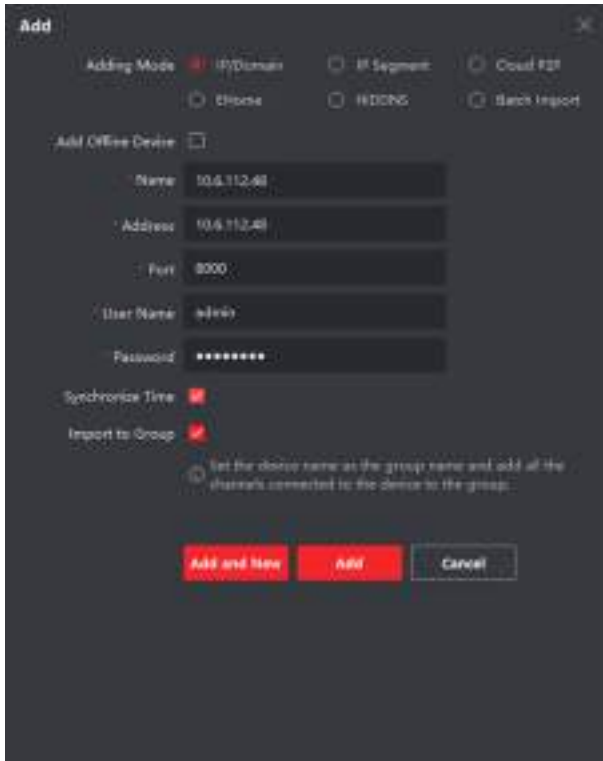 Add
Adding Mode IP/Domain IP Segment Cloud P2P
EHome HiDDNS Batch Import
Add Offline Device
* Name 10.6.112.48
* Address 10.6.112.48
* Port 8000
* User Name admin
* Password ••••••••
Synchronize Time
Import to Group
Set the device name as the group name and add all the
channels connected to the device to the group.
Add and New Add Cancel